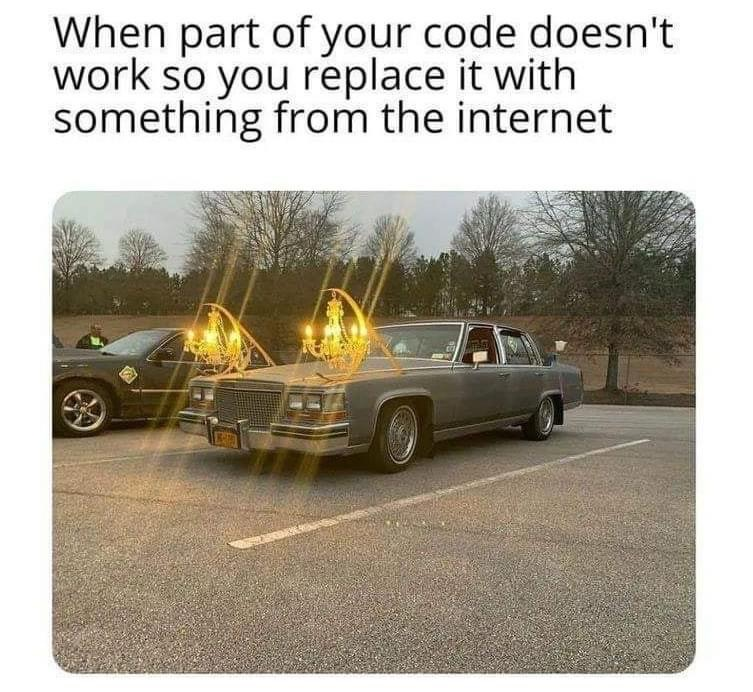 When part of your code doesn't
work so you replace it with
something from the internet